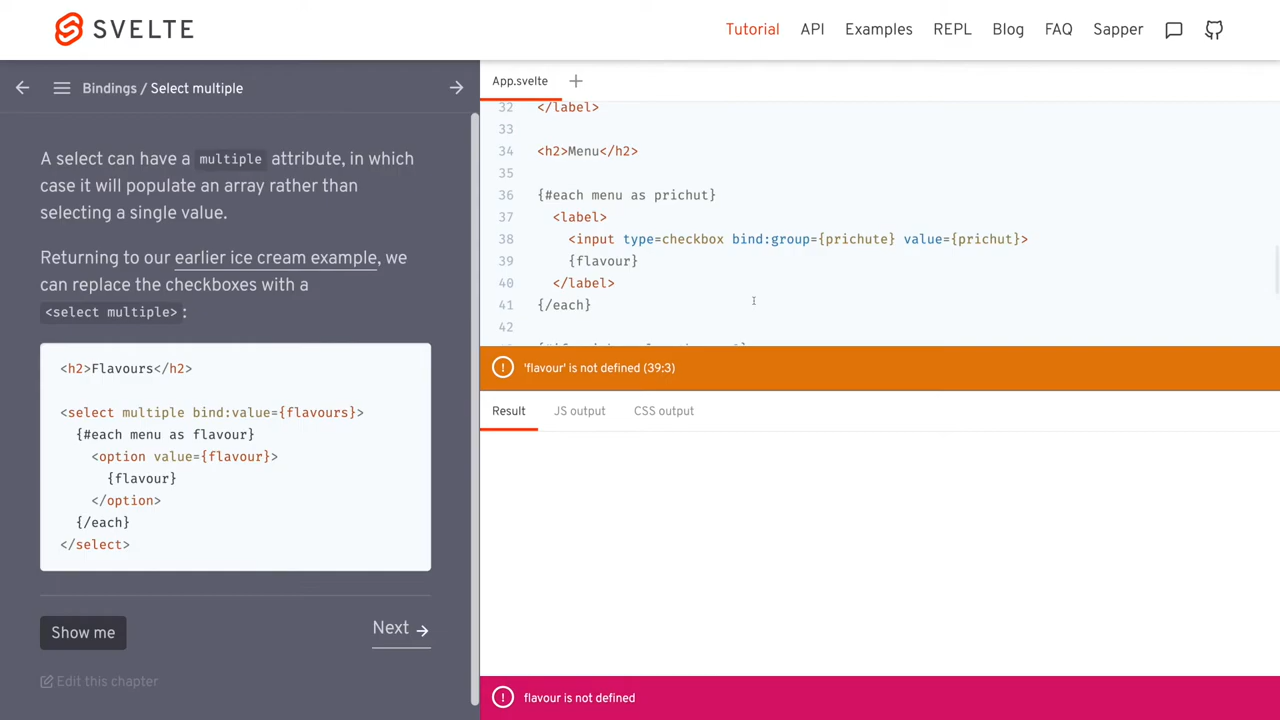 SVELTE
Tutorial API Examples REPL Blog FAQ Sapper
Bindings / Select multiple
A select can have a multiple attribute, in which
case it will populate an array rather than
selecting a single value.
Returning to our earlier ice cream example, we
can replace the checkboxes with a
<select multiple> :
<h2>Flavours</h2>
<select multiple bind:value={flavours}>
{#each menu as flavour}
<option value={flavour}>
{flavour}
</option>
{/each}
</select>
Show me
Next
Edit this chapter
App.svelte
32 </label>
33
34 <h2>Menu</h2>
35
36 {#each menu as prichut}
37 <label>
38 <input type=checkbox bind:group={prichute} value={prichut}>
39 {flavour}
40 </label>
41 {/each}
42
'flavour' is not defined (39:3)
Result JS output CSS output
flavour is not defined